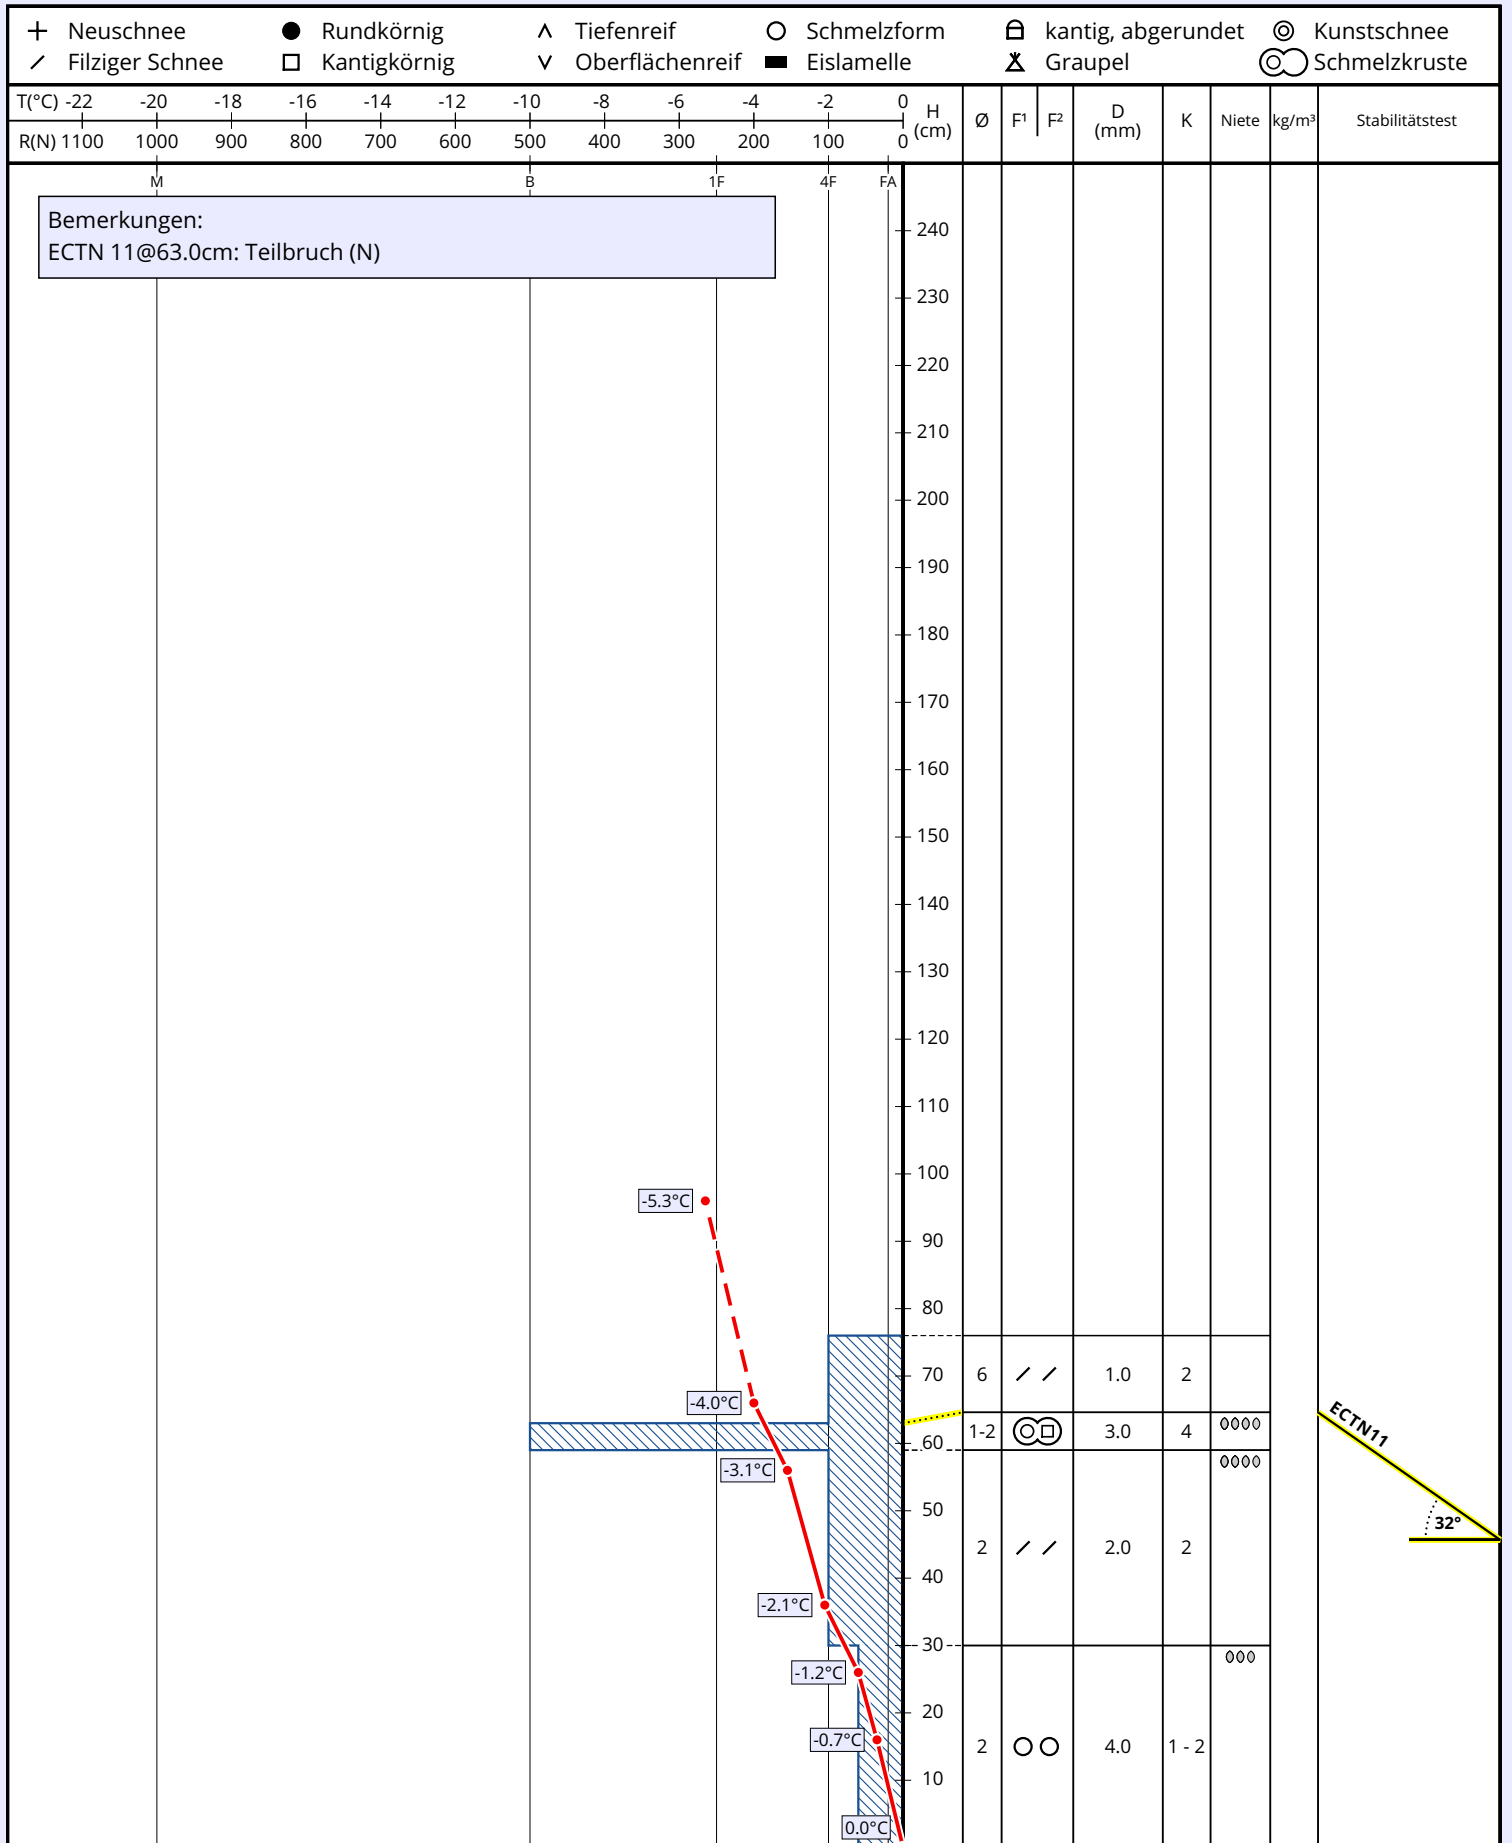 Neuschnee Rundkörnig Tiefenreif Schmelzform kantig, abgerundet Kunstschnee
Filziger Schnee Kantigkörnig Oberflächenreif Eislamelle Graupel Schmelzkruste
T(°C) -22 -20 -18 -16 -14 -12 -10 -8 -6 -4 -2 0
R(N) 1100 1000 900 800 700 600 500 400 300 200 100 0
H (cm) Ø F¹ F² D (mm) K Niete kg/m³ Stabilitätstest
M B 1F 4F FA
Bemerkungen:
ECTN 11@63.0cm: Teilbruch (N)
240
230
220
210
200
190
180
170
160
150
140
130
120
110
100
-5.3°C
90
80
70 6 1.0 2
-4.0°C
ECTN11
60 1-2 3.0 4
-3.1°C
50
32°
2 2.0 2
40
-2.1°C
30
-1.2°C
20
-0.7°C
2 4.0 1 - 2
10
0.0°C